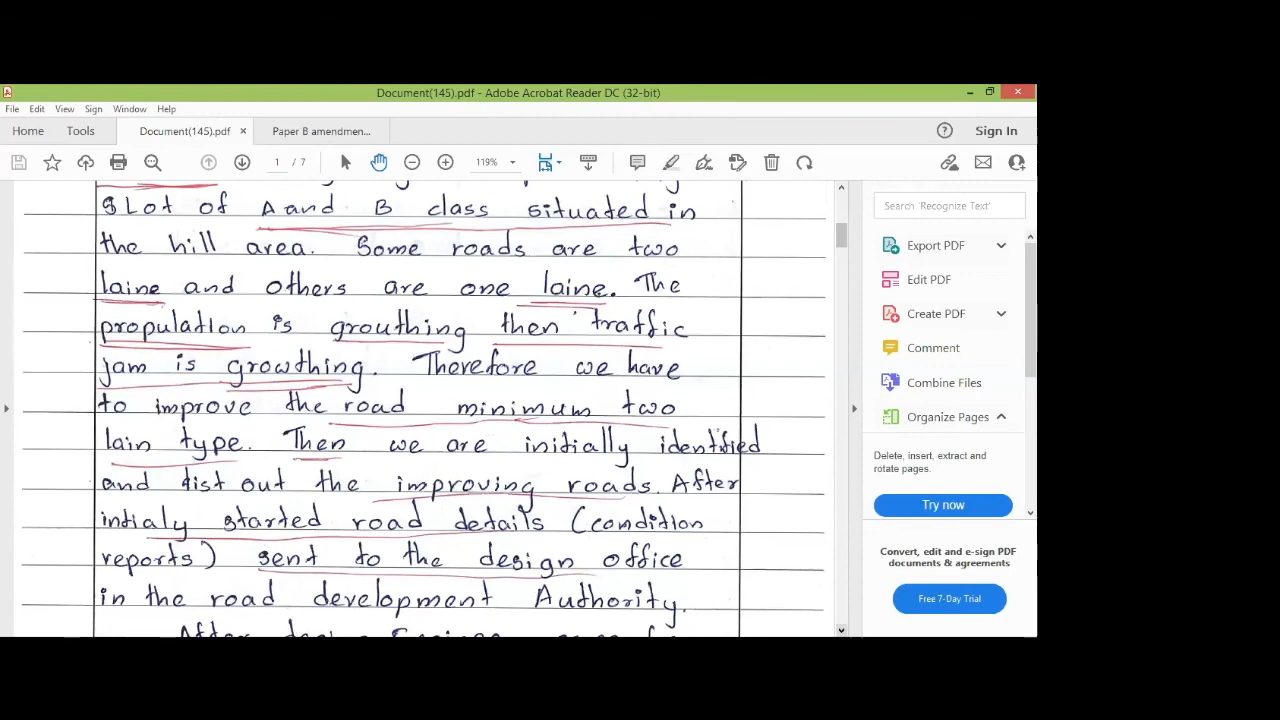 Document(145).pdf - Adobe Acrobat Reader DC (32-bit)
File Edit View Sign Window Help
Home Tools Document(145).pdf × Paper B amendmen... Sign In
1 / 7 119%
Lot of A and B class situated in
the hill area. Some roads are two
laine and others are one laine. The
propulation is grouthing then traffic
jam is growthing. Therefore we have
to improve the road minimum two
lain type. Then we are initially identified
and list out the improving roads. After
intialy started road details (condition
reports) sent to the design office
in the road development Authority.
After
Search 'Recognize Text'
Export PDF
Edit PDF
Create PDF
Comment
Combine Files
Organize Pages
Delete, insert, extract and
rotate pages.
Try now
Convert, edit and e-sign PDF
documents & agreements
Free 7-Day Trial